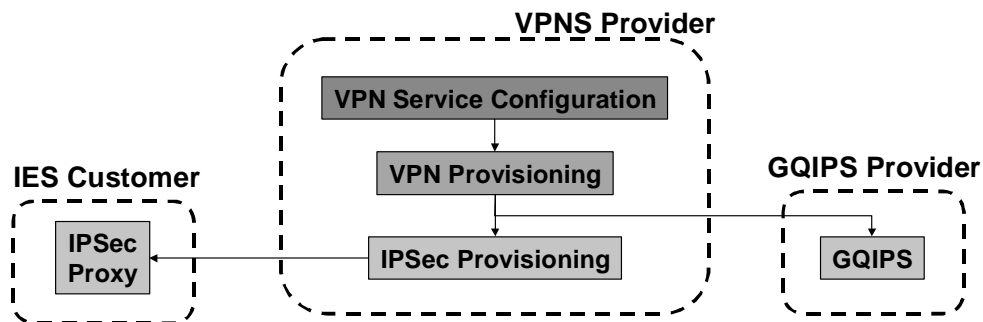 VPNS Provider
VPN Service Configuration
VPN Provisioning
IES Customer
GQIPS Provider
IPSec
Proxy
IPSec Provisioning
GQIPS